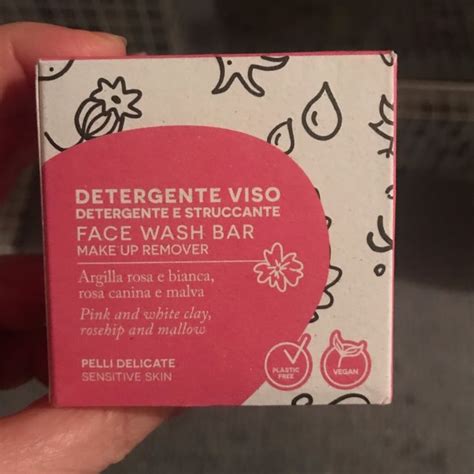 DETERGENTE VISO
DETERGENTE E STRUCCANTE
FACE WASH BAR
MAKE UP REMOVER
Argilla rosa e bianca,
rosa canina e malva
Pink and white clay,
rosehip and mallow
PELLI DELICATE
SENSITIVE SKIN
PLASTIC
FREE
VEGAN